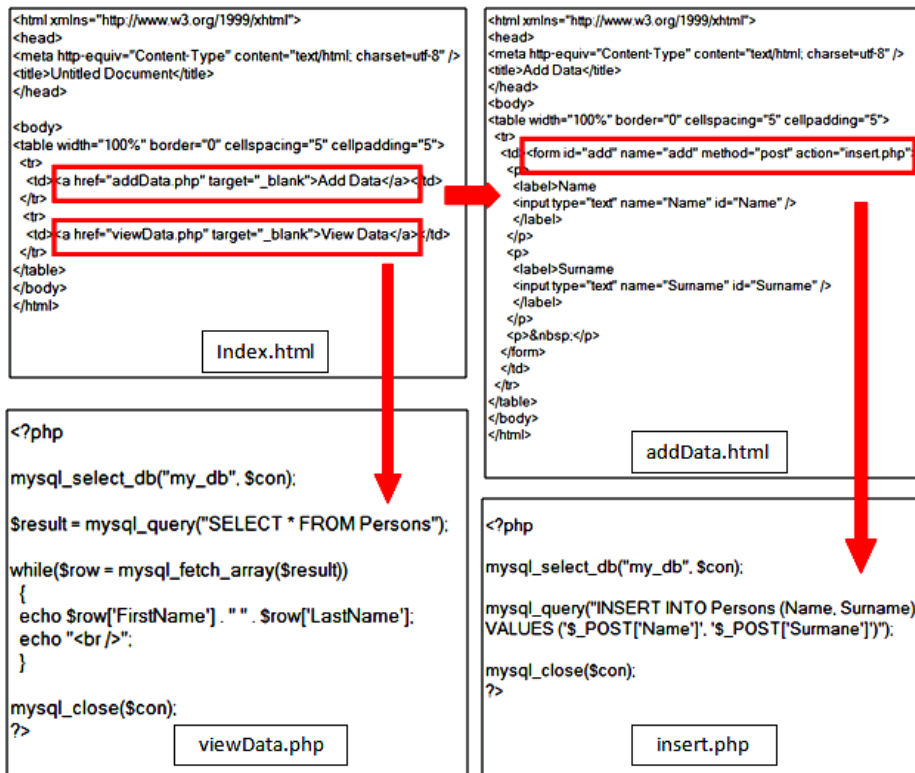 <html xmlns="http://www.w3.org/1999/xhtml">
<head>
<meta http-equiv="Content-Type" content="text/html; charset=utf-8" />
<title>Untitled Document</title>
</head>
<body>
<table width="100%" border="0" cellspacing="5" cellpadding="5">
<tr>
<td><a href="addData.php" target="_blank">Add Data</a></td>
</tr>
<tr>
<td><a href="viewData.php" target="_blank">View Data</a></td>
</tr>
</table>
</body>
</html>
Index.html
<html xmlns="http://www.w3.org/1999/xhtml">
<head>
<meta http-equiv="Content-Type" content="text/html; charset=utf-8" />
<title>Add Data</title>
</head>
<body>
<table width="100%" border="0" cellspacing="5" cellpadding="5">
<tr>
<td><form id="add" name="add" method="post" action="insert.php">
<p>
<label>Name
<input type="text" name="Name" id="Name" />
</label>
</p>
<p>
<label>Surname
<input type="text" name="Surname" id="Surname" />
</label>
</p>
<p>&nbsp;</p>
</form>
</td>
</tr>
</table>
</body>
</html>
addData.html
<?php
mysql_select_db("my_db", $con);
$result = mysql_query("SELECT * FROM Persons");
while($row = mysql_fetch_array($result))
{
echo $row['FirstName'] . " " . $row['LastName'];
echo "<br />";
}
mysql_close($con);
?>
viewData.php
<?php
mysql_select_db("my_db", $con);
mysql_query("INSERT INTO Persons (Name, Surname)
VALUES ('$_POST['Name']', '$_POST['Surmane']')");
mysql_close($con);
?>
insert.php